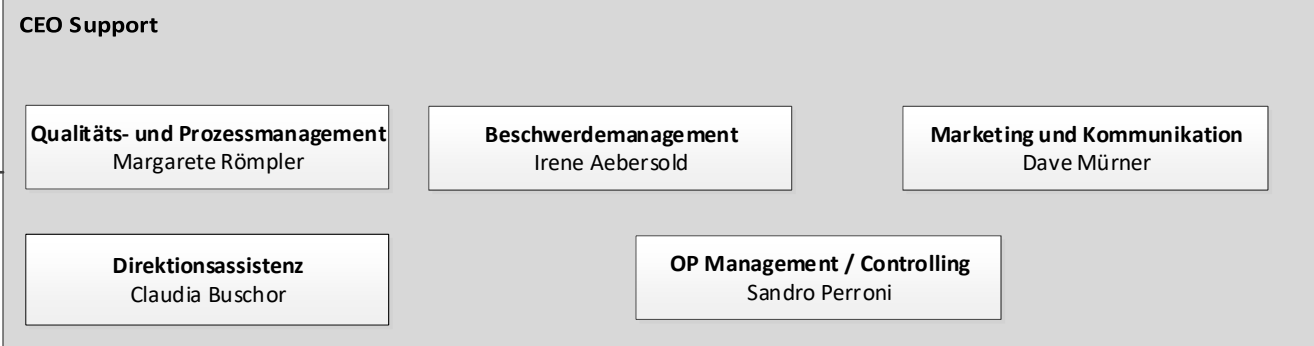 CEO Support
Qualitäts- und Prozessmanagement
Margarete Römpler
Beschwerdemanagement
Irene Aebersold
Marketing und Kommunikation
Dave Mürner
Direktionsassistenz
Claudia Buschor
OP Management / Controlling
Sandro Perroni